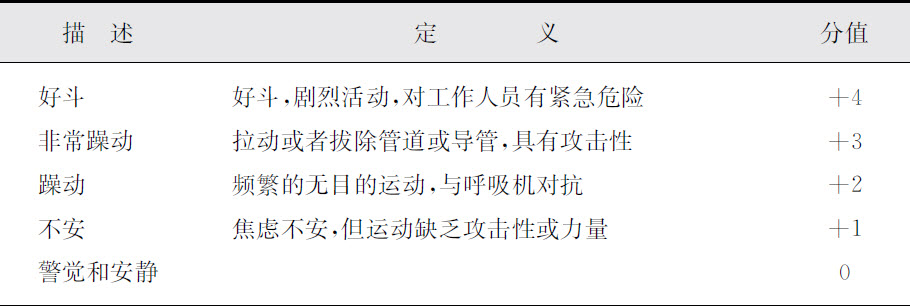 描 述 定 义 分值
好斗 好斗,剧烈活动,对工作人员有紧急危险 +4
非常躁动 拉动或者拔除管道或导管,具有攻击性 +3
躁动 频繁的无目的运动,与呼吸机对抗 +2
不安 焦虑不安,但运动缺乏攻击性或力量 +1
警觉和安静 0